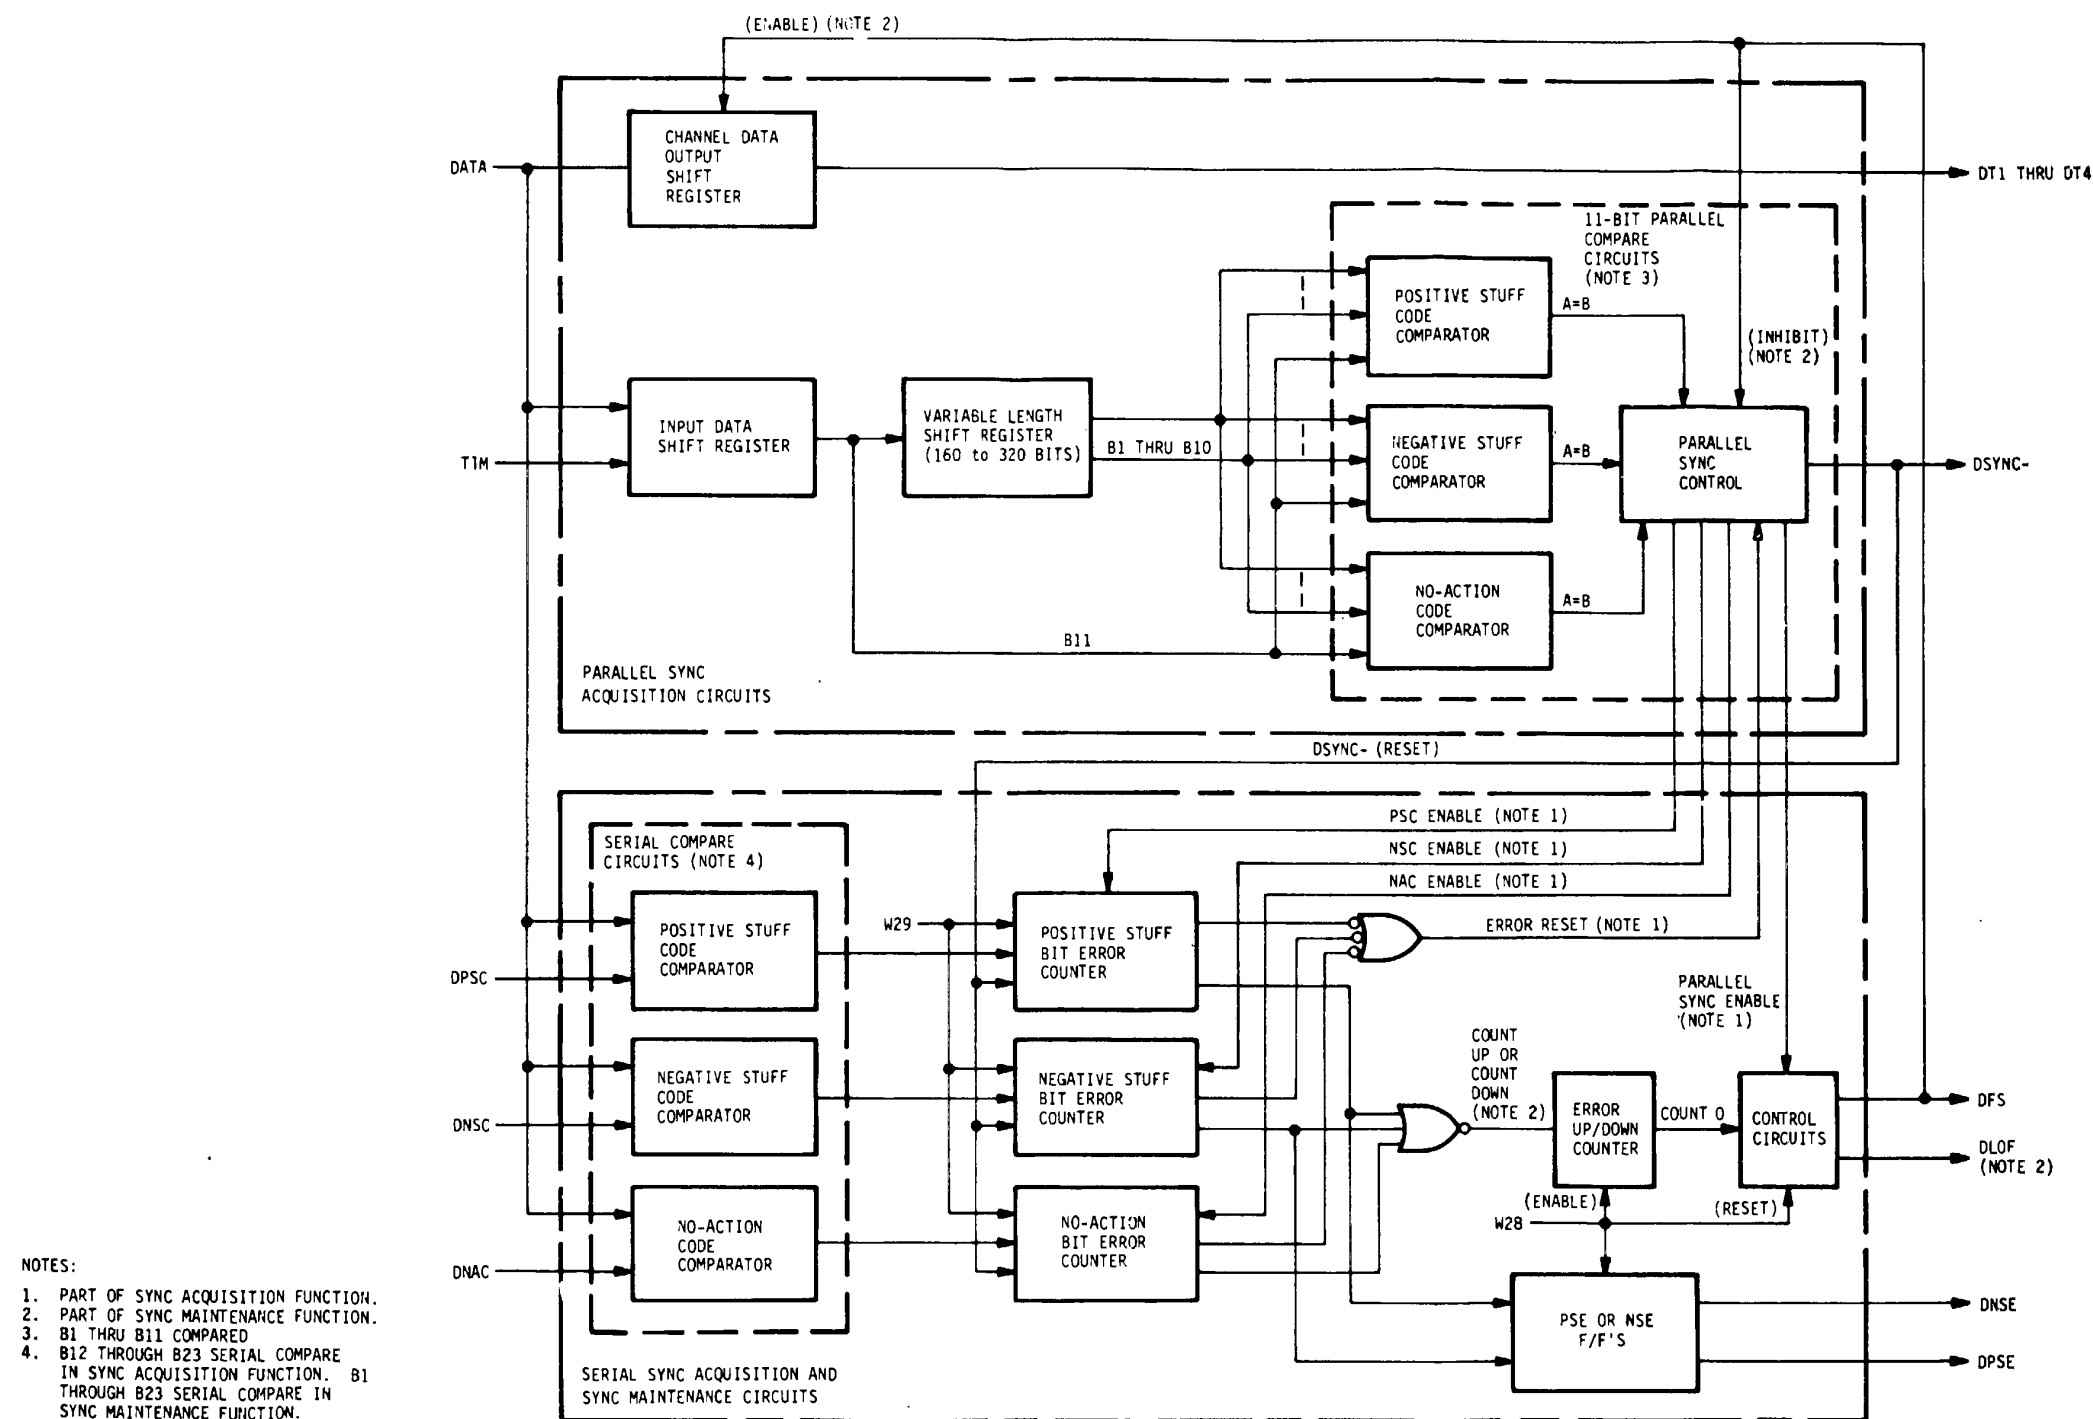 (ENABLE) (NOTE 2)
CHANNEL DATA
OUTPUT
SHIFT
REGISTER
DATA
DT1 THRU DT4
11-BIT PARALLEL
COMPARE
CIRCUITS
(NOTE 3)
POSITIVE STUFF
CODE
COMPARATOR
A=B
(INHIBIT)
(NOTE 2)
INPUT DATA
SHIFT REGISTER
T1M
VARIABLE LENGTH
SHIFT REGISTER
(160 to 320 BITS)
B1 THRU B10
NEGATIVE STUFF
CODE
COMPARATOR
A=B
PARALLEL
SYNC
CONTROL
DSYNC-
NO-ACTION
CODE
COMPARATOR
A=B
B11
PARALLEL SYNC
ACQUISITION CIRCUITS
DSYNC- (RESET)
PSC ENABLE (NOTE 1)
NSC ENABLE (NOTE 1)
NAC ENABLE (NOTE 1)
SERIAL COMPARE
CIRCUITS (NOTE 4)
POSITIVE STUFF
CODE
COMPARATOR
DPSC
W29
POSITIVE STUFF
BIT ERROR
COUNTER
ERROR RESET (NOTE 1)
PARALLEL
SYNC ENABLE
(NOTE 1)
NEGATIVE STUFF
CODE
COMPARATOR
DNSC
NEGATIVE STUFF
BIT ERROR
COUNTER
COUNT
UP OR
COUNT
DOWN
(NOTE 2)
ERROR
UP/DOWN
COUNTER
COUNT 0
CONTROL
CIRCUITS
DFS
DLOF
(NOTE 2)
(ENABLE)
(RESET)
W28
NO-ACTION
CODE
COMPARATOR
DNAC
NO-ACTION
BIT ERROR
COUNTER
PSE OR NSE
F/F'S
DNSE
DPSE
SERIAL SYNC ACQUISITION AND
SYNC MAINTENANCE CIRCUITS
NOTES:
1. PART OF SYNC ACQUISITION FUNCTION.
2. PART OF SYNC MAINTENANCE FUNCTION.
3. B1 THRU B11 COMPARED
4. B12 THROUGH B23 SERIAL COMPARE
IN SYNC ACQUISITION FUNCTION. B1
THROUGH B23 SERIAL COMPARE IN
SYNC MAINTENANCE FUNCTION.